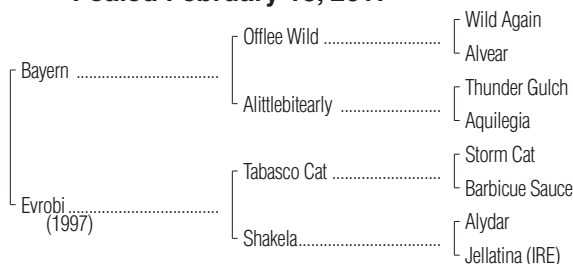 Wild Again
Offlee Wild
Alvear
Bayern
Thunder Gulch
Alittlebitearly
Aquilegia
Storm Cat
Tabasco Cat
Barbicue Sauce
Evrobi
(1997)
Alydar
Shakela
Jellatina (IRE)